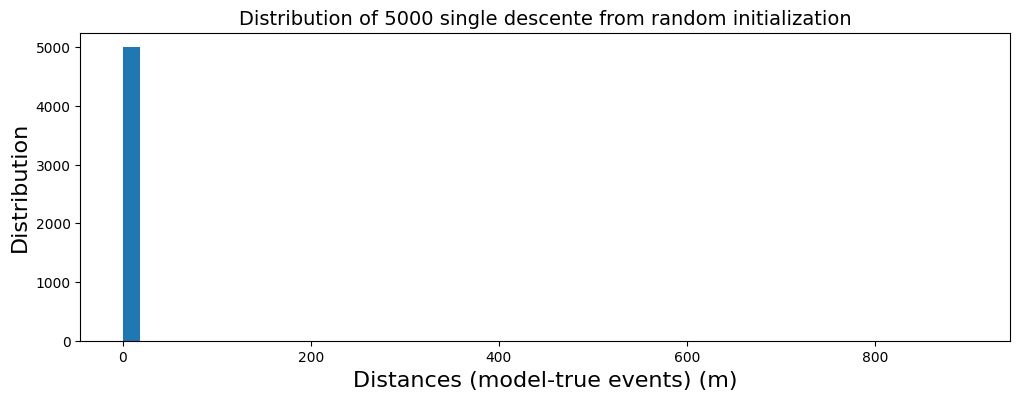 Distribution of 5000 single descente from random initialization
5000
4000
3000
2000
1000
0
Distribution
0 200 400 600 800
Distances (model-true events) (m)